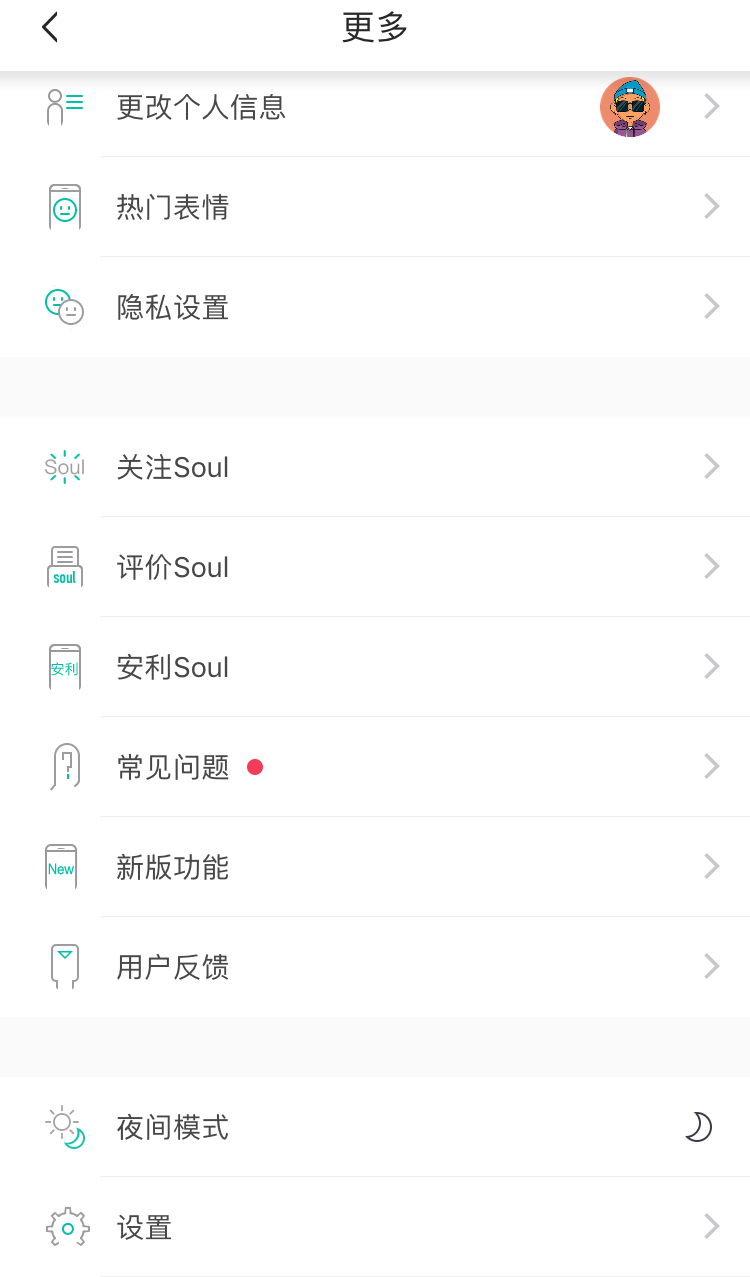 更多
更改个人信息
热门表情
隐私设置
Soul
关注Soul
soul
评价Soul
安利
安利Soul
常见问题
New
新版功能
用户反馈
夜间模式
设置